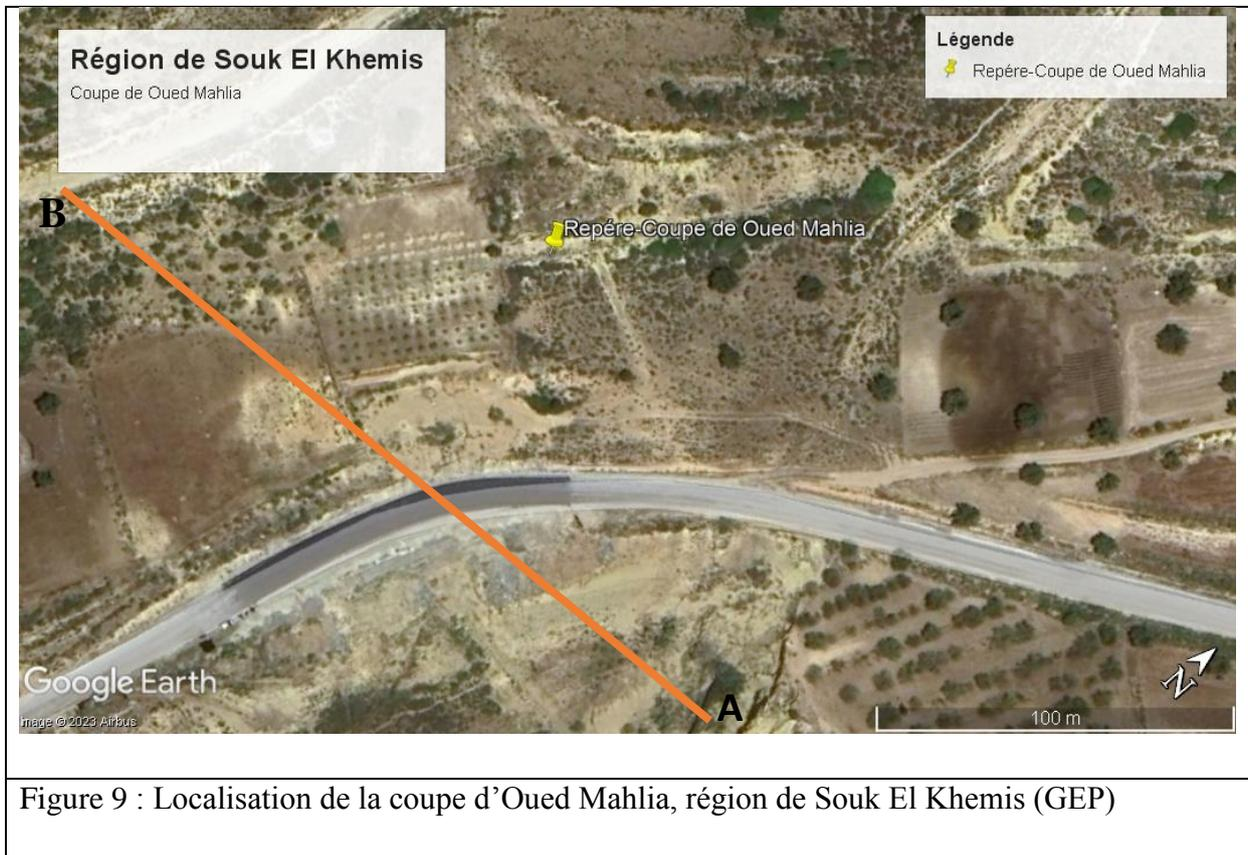 Région de Souk El Khemis
Coupe de Oued Mahlia
Légende
Repére-Coupe de Oued Mahlia
B
Repére-Coupe de Oued Mahlia
A
N
Google Earth
Image © 2023 Airbus
100 m
Figure 9 : Localisation de la coupe d’Oued Mahlia, région de Souk El Khemis (GEP)